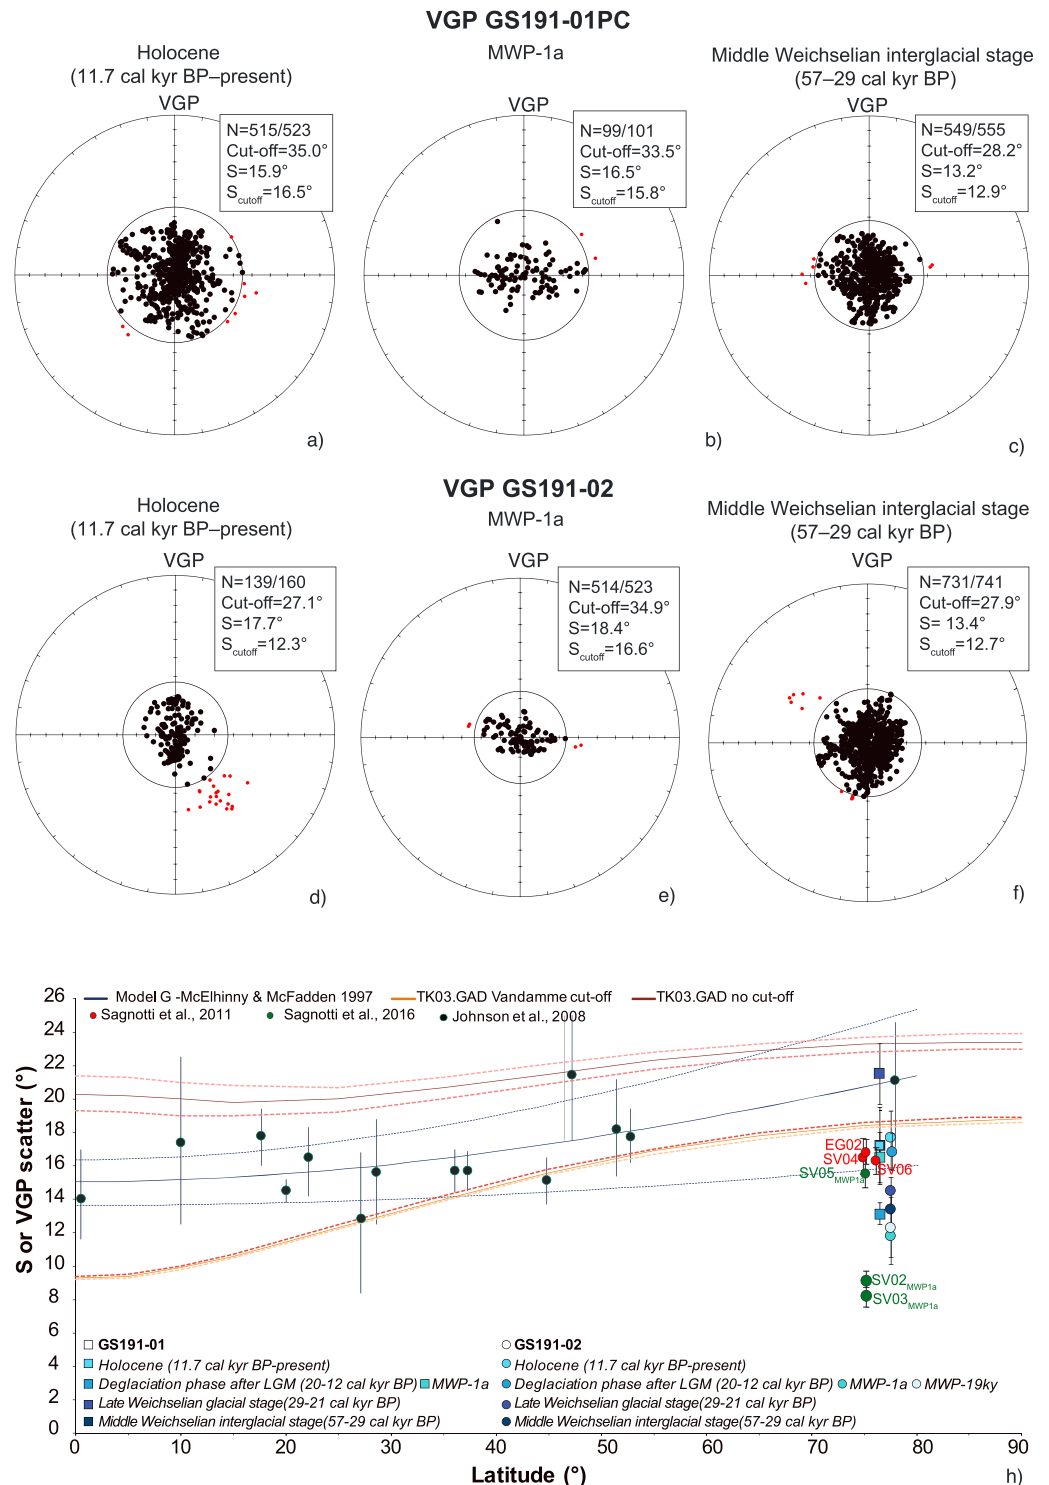 VGP GS191-01PC
Holocene
(11.7 cal kyr BP–present)
VGP
N=515/523
Cut-off=35.0°
S=15.9°
Scutoff=16.5°
a)
MWP-1a
N=99/101
Cut-off=33.5°
S=16.5°
Scutoff=15.8°
b)
Middle Weichselian interglacial stage
(57–29 cal kyr BP)
VGP
N=549/555
Cut-off=28.2°
S=13.2°
Scutoff=12.9°
c)
VGP GS191-02
Holocene
(11.7 cal kyr BP–present)
VGP
N=139/160
Cut-off=27.1°
S=17.7°
Scutoff=12.3°
d)
MWP-1a
VGP
N=514/523
Cut-off=34.9°
S=18.4°
Scutoff=16.6°
e)
Middle Weichselian interglacial stage
(57–29 cal kyr BP)
VGP
N=731/741
Cut-off=27.9°
S= 13.4°
Scutoff=12.7°
f)
S or VGP scatter (°)
26
24
22
20
18
16
14
12
10
8
6
4
2
0
Model G -McElhinny & McFadden 1997
TK03.GAD Vandamme cut-off
TK03.GAD no cut-off
Sagnotti et al., 2011
Sagnotti et al., 2016
Johnson et al., 2008
EG02
SV04
SV06
SV05MWP1a
SV02MWP1a
SV03MWP1a
GS191-01
Holocene (11.7 cal kyr BP-present)
Deglaciation phase after LGM (20-12 cal kyr BP)
MWP-1a
Late Weichselian glacial stage(29-21 cal kyr BP)
Middle Weichselian interglacial stage(57-29 cal kyr BP)
GS191-02
Holocene (11.7 cal kyr BP-present)
Deglaciation phase after LGM (20-12 cal kyr BP)
MWP-1a
MWP-19ky
Late Weichselian glacial stage(29-21 cal kyr BP)
Middle Weichselian interglacial stage(57-29 cal kyr BP)
0 10 20 30 40 50 60 70 80 90
Latitude (°)
h)